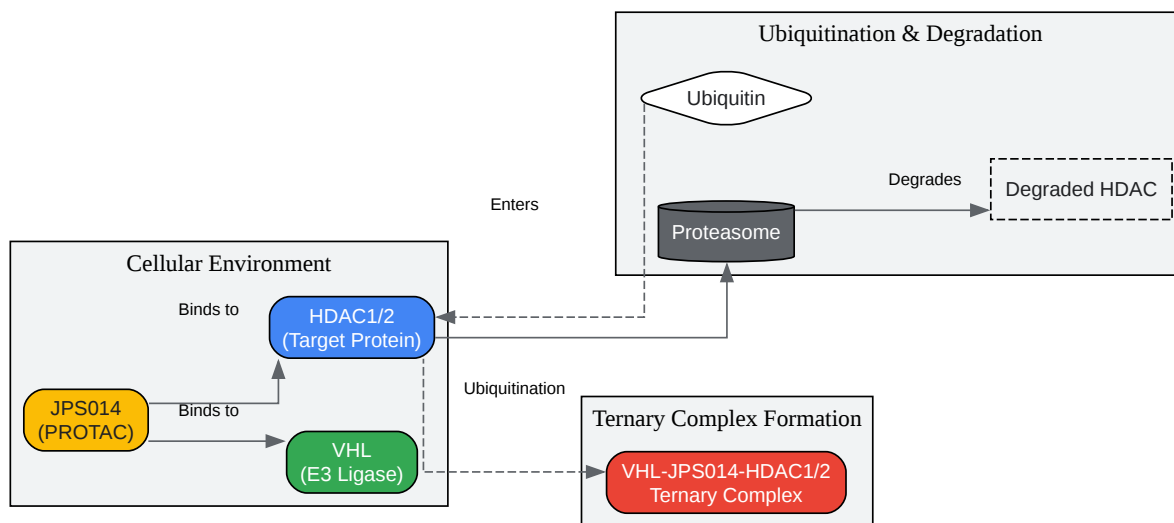 Ubiquitination & Degradation
Ubiquitin
Degrades
Degraded HDAC
Enters
Proteasome
Cellular Environment
Binds to
HDAC1/2
(Target Protein)
Ubiquitination
JPS014
(PROTAC)
Binds to
VHL
(E3 Ligase)
Ternary Complex Formation
VHL-JPS014-HDAC1/2
Ternary Complex